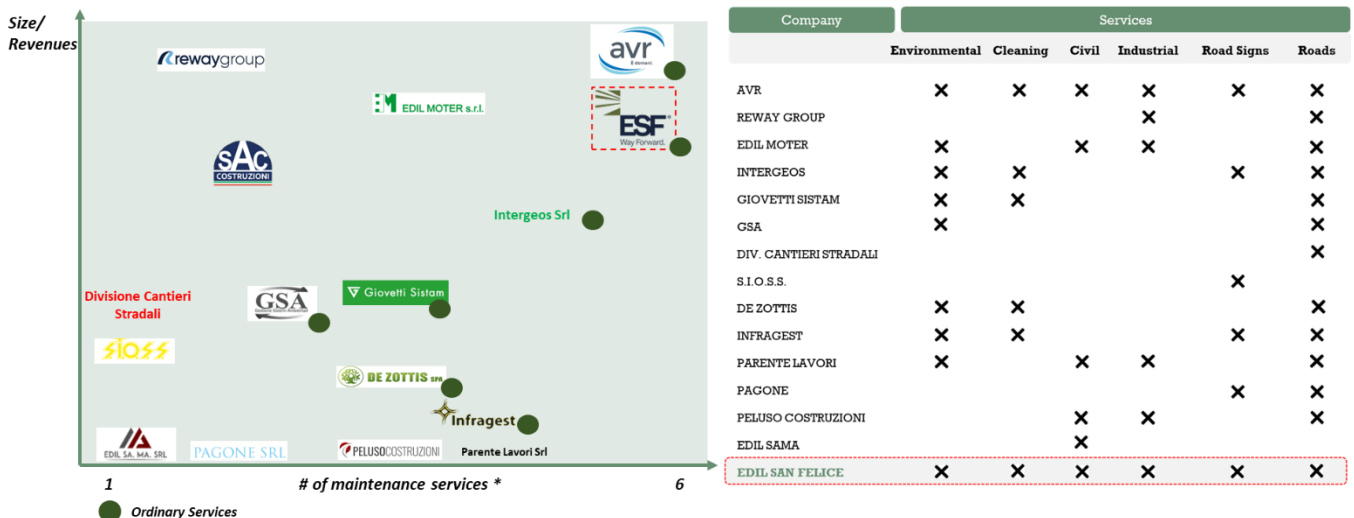 Size/
Revenues
rewaygroup
avr
EDIL MOTER s.r.l.
ESF
Way Forward.
SAC
COSTRUZIONI
Intergeos Srl
Divisione Cantieri
Stradali
GSA
Giovetti Sistam
sioss
DE ZOTTIS SPA
Infragest
EDIL SA. MA. SRL
PAGONE SRL
PELUSOCOSTRUZIONI
Parente Lavori Srl
1 # of maintenance services * 6
Ordinary Services
Company Services
Environmental Cleaning Civil Industrial Road Signs Roads
AVR ✕ ✕ ✕ ✕ ✕ ✕
REWAY GROUP ✕ ✕
EDIL MOTER ✕ ✕ ✕ ✕
INTERGEOS ✕ ✕ ✕ ✕
GIOVETTI SISTAM ✕ ✕ ✕
GSA ✕ ✕
DIV. CANTIERI STRADALI ✕
S.I.O.S.S. ✕
DE ZOTTIS ✕ ✕ ✕
INFRAGEST ✕ ✕ ✕ ✕
PARENTE LAVORI ✕ ✕ ✕ ✕
PAGONE ✕ ✕
PELUSO COSTRUZIONI ✕ ✕ ✕
EDIL SAMA ✕
EDIL SAN FELICE ✕ ✕ ✕ ✕ ✕ ✕